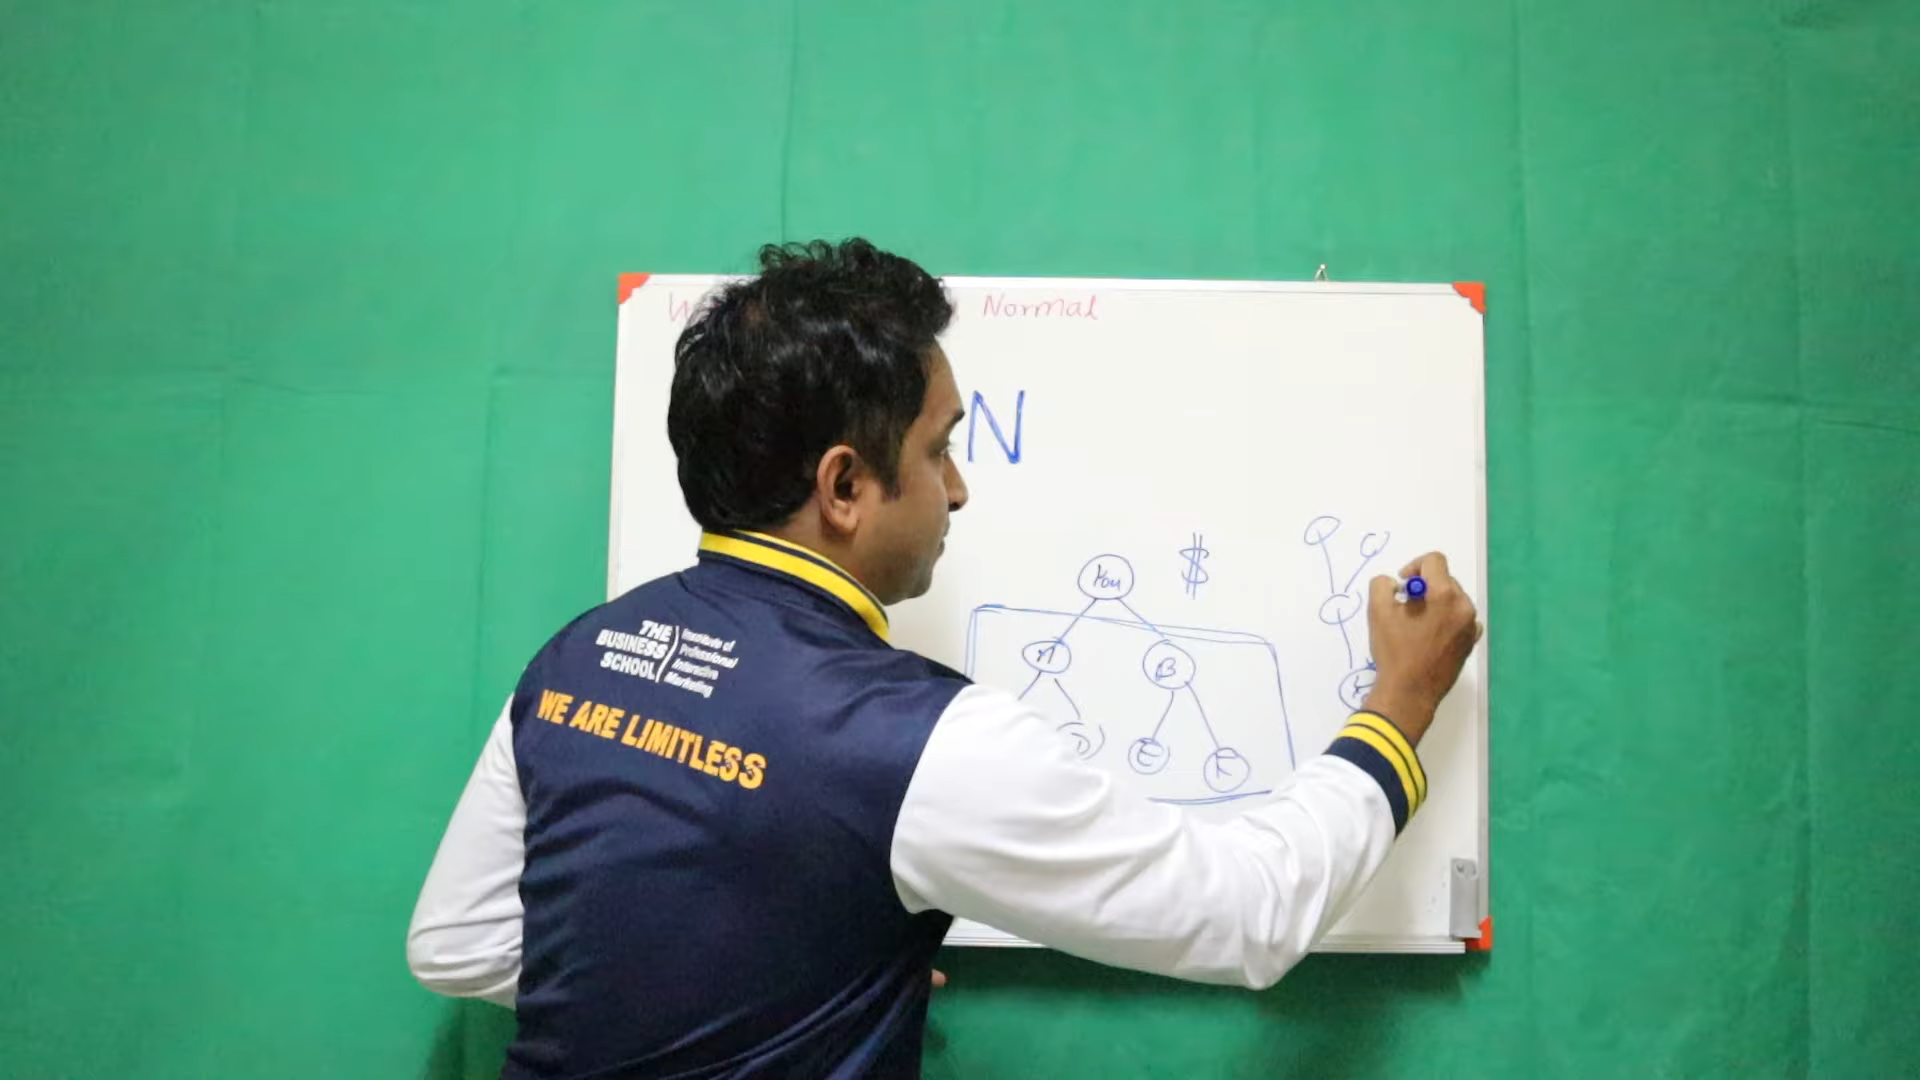 Normal
N
$
You
A
B
D
E
F
THE
BUSINESS
SCHOOL
Institute of
Professional
Interactive
Marketing
WE ARE LIMITLESS